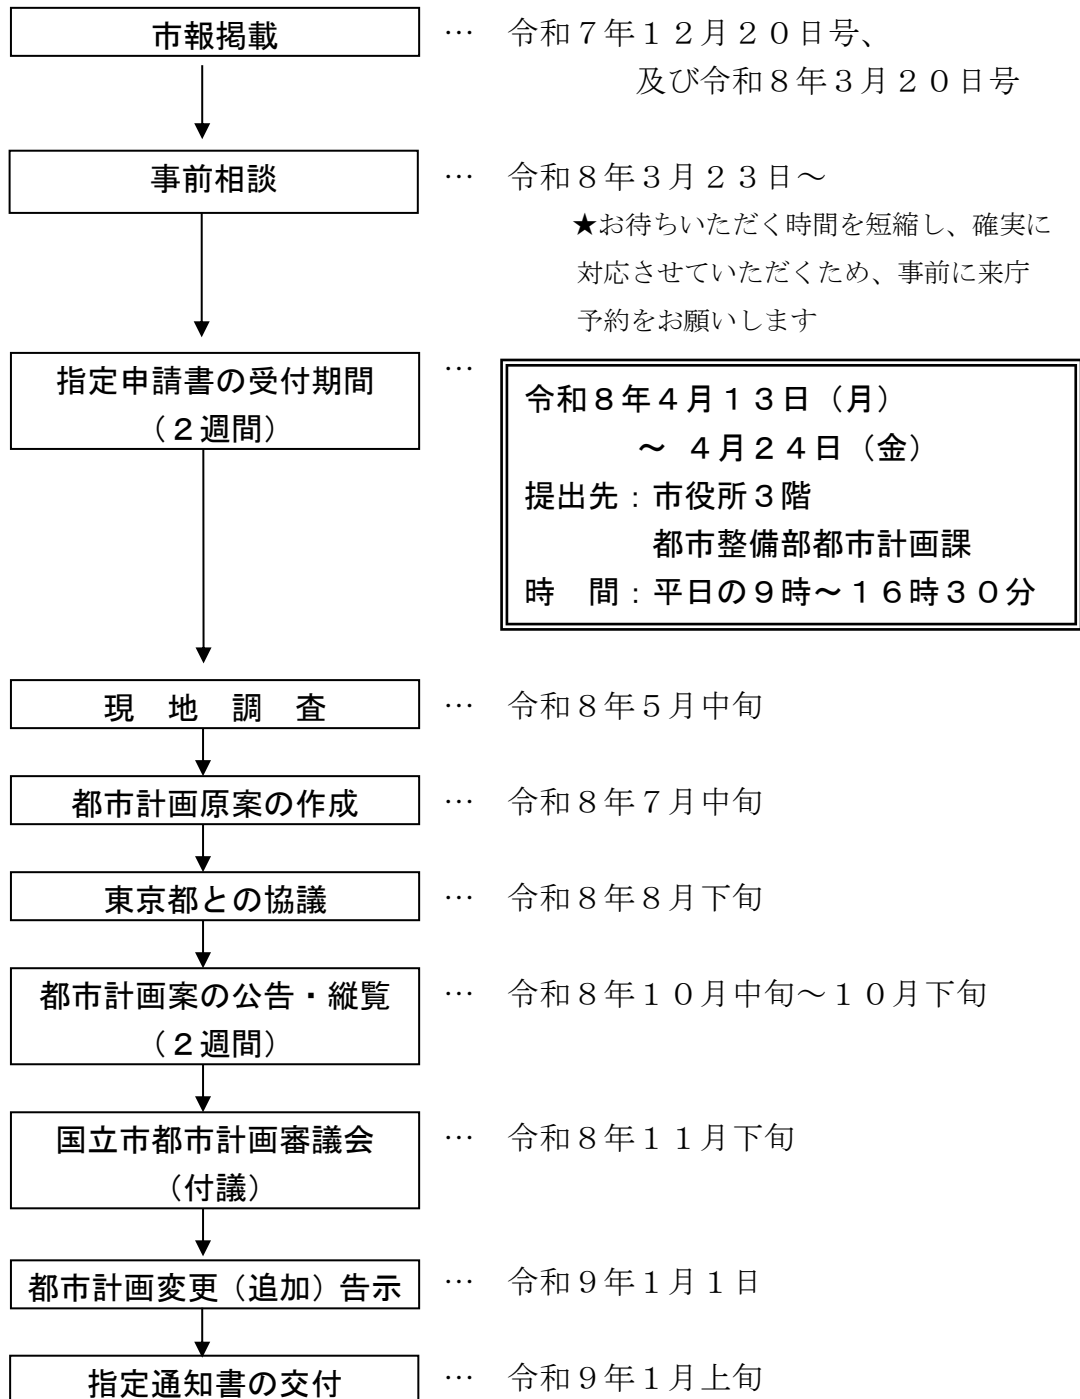 市報掲載 … 令和７年１２月２０日号、
及び令和８年３月２０日号
事前相談 … 令和８年３月２３日～
★お待ちいただく時間を短縮し、確実に
対応させていただくため、事前に来庁
予約をお願いします
指定申請書の受付期間 …
（２週間）
令和８年４月１３日（月）
～ ４月２４日（金）
提出先：市役所３階
都市整備部都市計画課
時　間：平日の９時～１６時３０分
現　地　調　査 … 令和８年５月中旬
都市計画原案の作成 … 令和８年７月中旬
東京都との協議 … 令和８年８月下旬
都市計画案の公告・縦覧 … 令和８年１０月中旬～１０月下旬
（２週間）
国立市都市計画審議会 … 令和８年１１月下旬
（付議）
都市計画変更（追加）告示 … 令和９年１月１日
指定通知書の交付 … 令和９年１月上旬